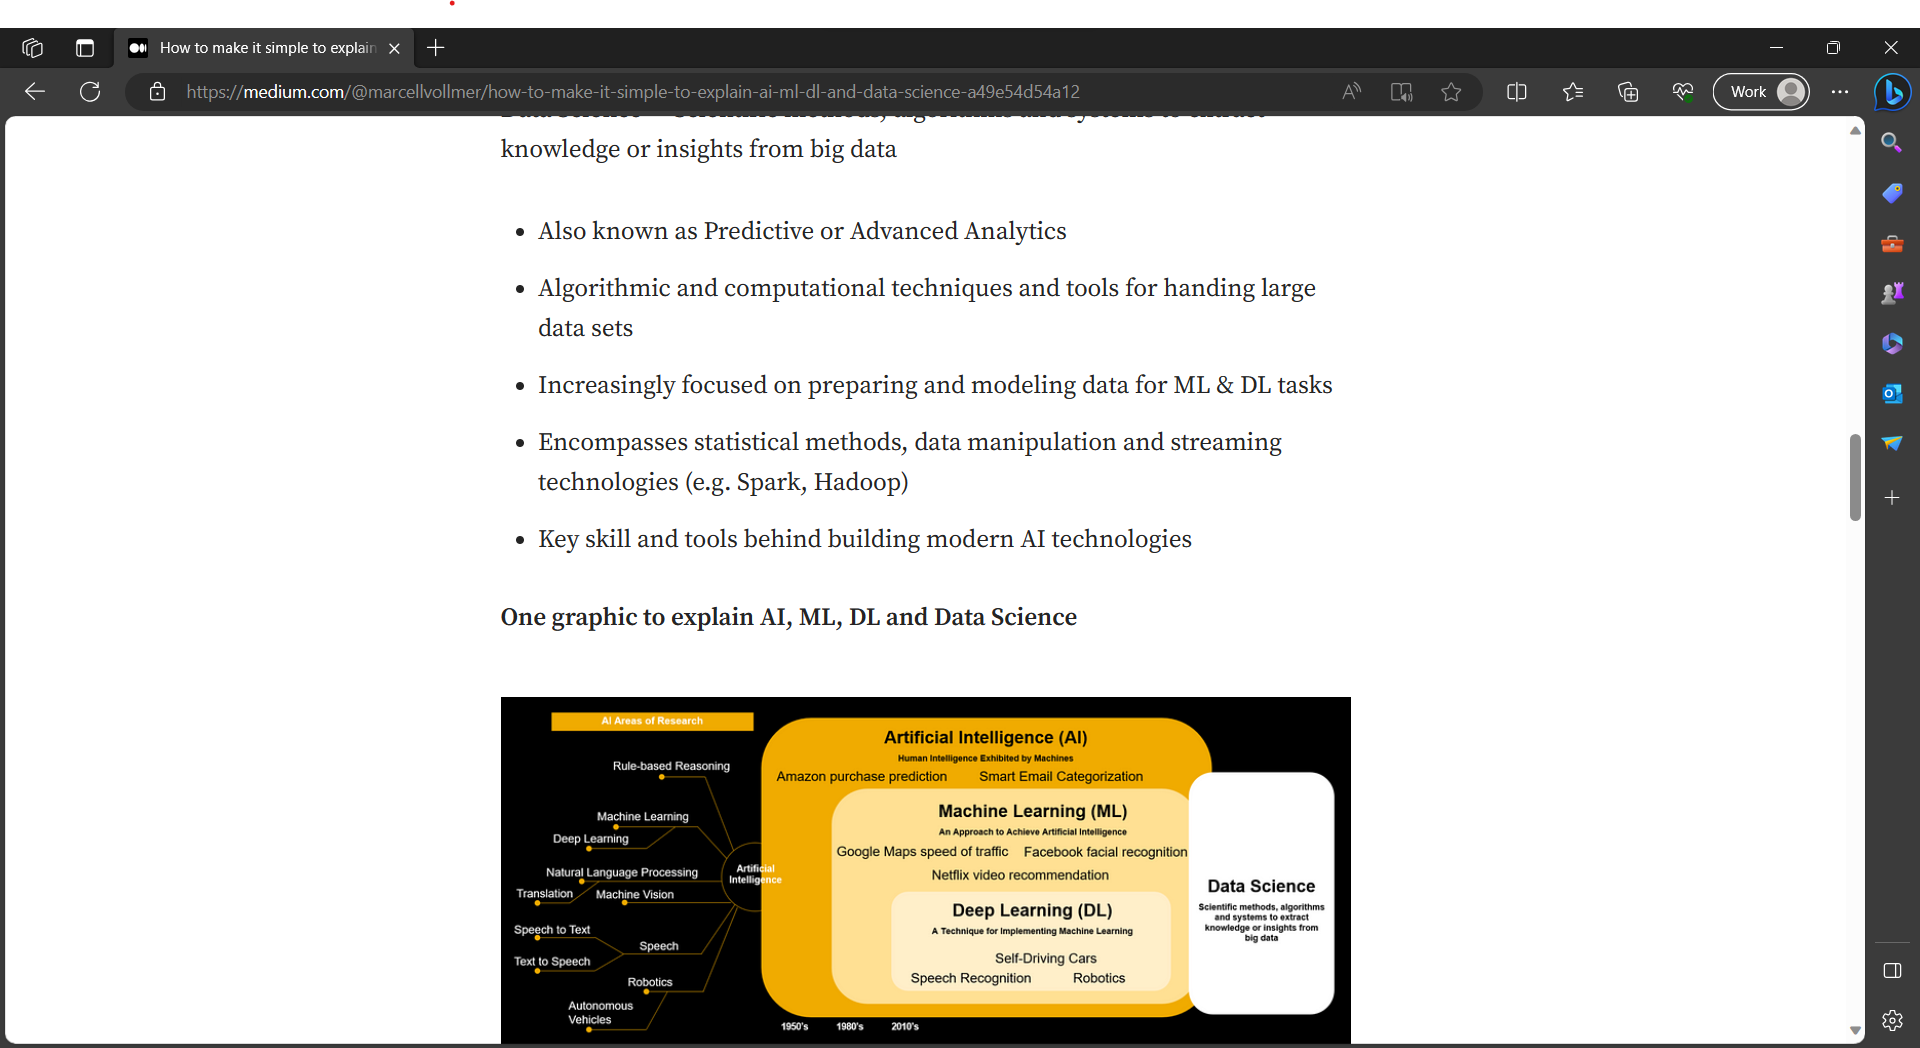 How to make it simple to explain
https://medium.com/@marcellvollmer/how-to-make-it-simple-to-explain-ai-ml-dl-and-data-science-a49e54d54a12
Work
knowledge or insights from big data
• Also known as Predictive or Advanced Analytics
• Algorithmic and computational techniques and tools for handing large
data sets
• Increasingly focused on preparing and modeling data for ML & DL tasks
• Encompasses statistical methods, data manipulation and streaming
technologies (e.g. Spark, Hadoop)
• Key skill and tools behind building modern AI technologies
One graphic to explain AI, ML, DL and Data Science
AI Areas of Research
Rule-based Reasoning
Machine Learning
Deep Learning
Natural Language Processing
Translation
Machine Vision
Speech to Text
Speech
Text to Speech
Robotics
Autonomous
Vehicles
Artificial
Intelligence
Artificial Intelligence (AI)
Human Intelligence Exhibited by Machines
Amazon purchase prediction
Smart Email Categorization
Machine Learning (ML)
An Approach to Achieve Artificial Intelligence
Google Maps speed of traffic
Facebook facial recognition
Netflix video recommendation
Deep Learning (DL)
A Technique for Implementing Machine Learning
Self-Driving Cars
Speech Recognition
Robotics
Data Science
Scientific methods, algorithms
and systems to extract
knowledge or insights from
big data
1950's
1980's
2010's